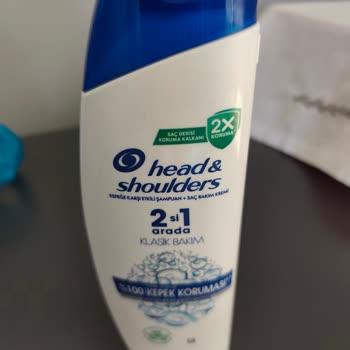 SAÇ DERİSİ
KORUMA KALKANI
2X
KORUMA
head&
shoulders
KEPEĞE KARŞI ETKİLİ ŞAMPUAN + SAÇ BAKIM KREMİ
2si1
arada
KLASİK BAKIM
%100 KEPEK KORUMASI